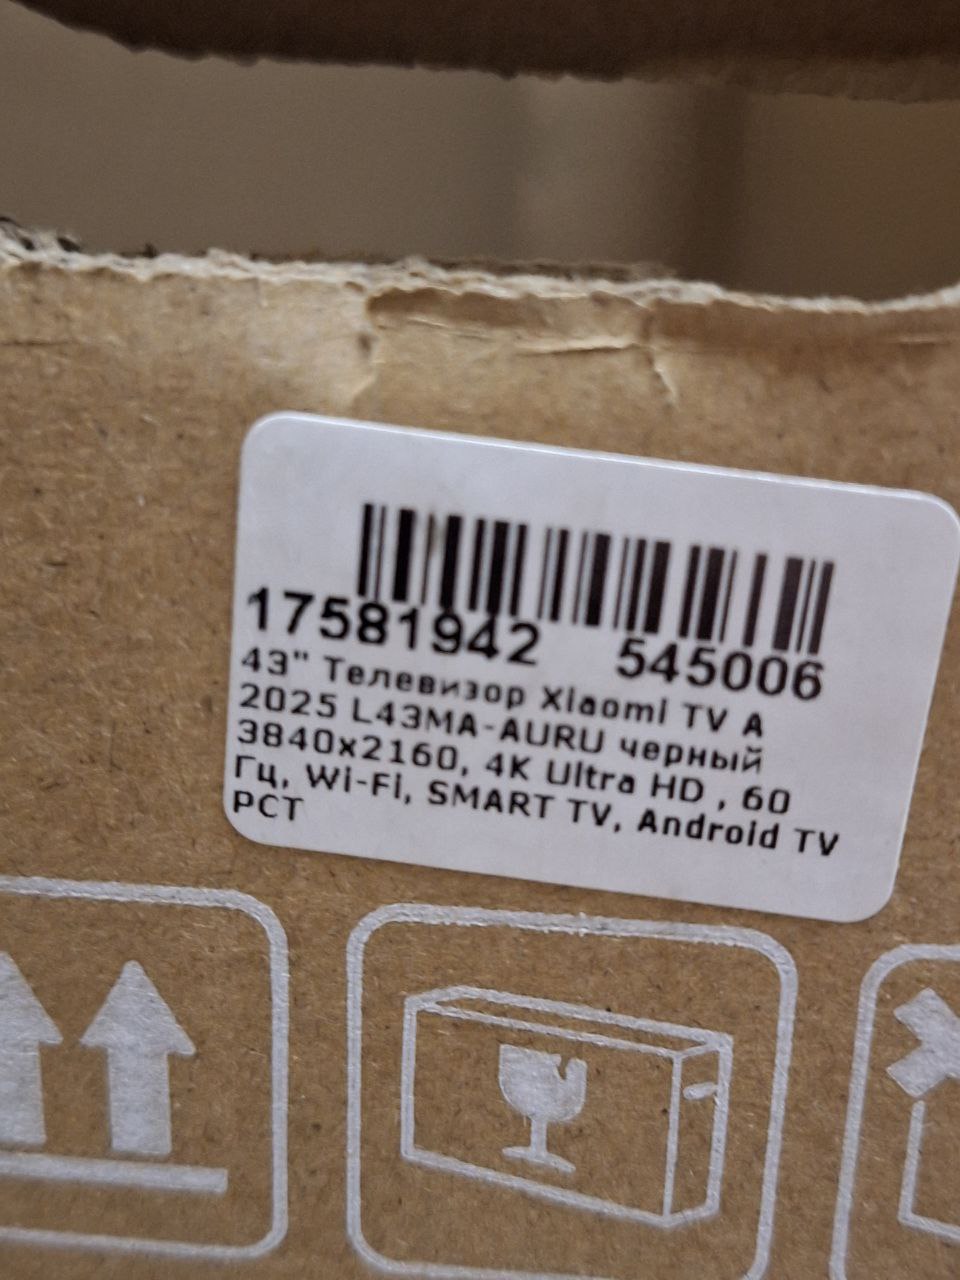 17581942 545006
43" Телевизор Xiaomi TV A
2025 L43MA-AURU черный
3840x2160, 4K Ultra HD , 60
Гц, Wi-Fi, SMART TV, Android TV
РСТ